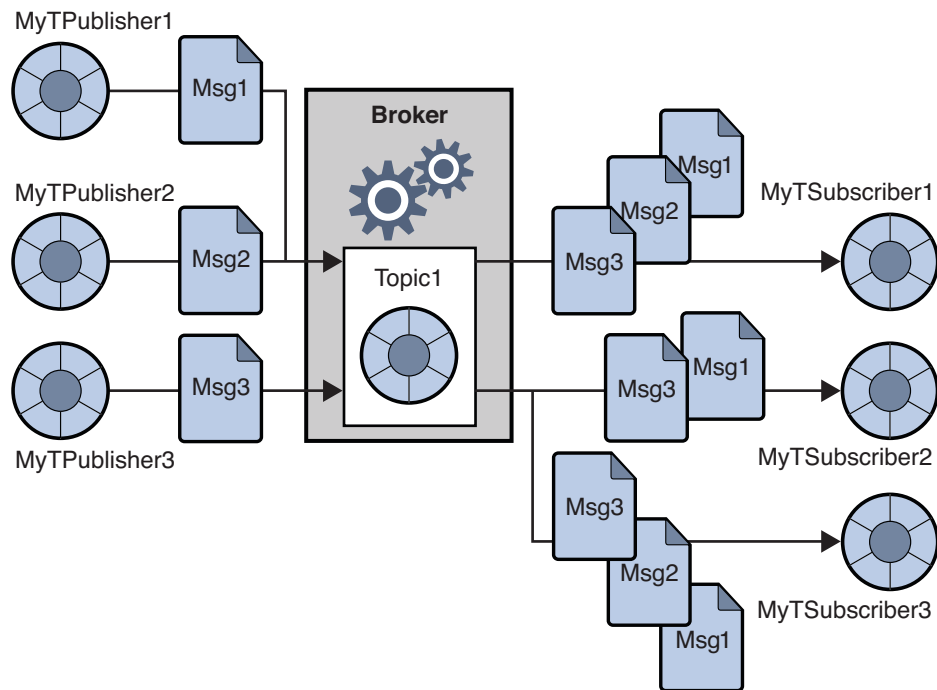 MyTPublisher1
Msg1
Broker
Msg1
MyTPublisher2
Msg2
MyTSubscriber1
Msg2
Msg3
Topic1
Msg3
MyTPublisher3
Msg3
Msg1
MyTSubscriber2
Msg3
Msg2
MyTSubscriber3
Msg1